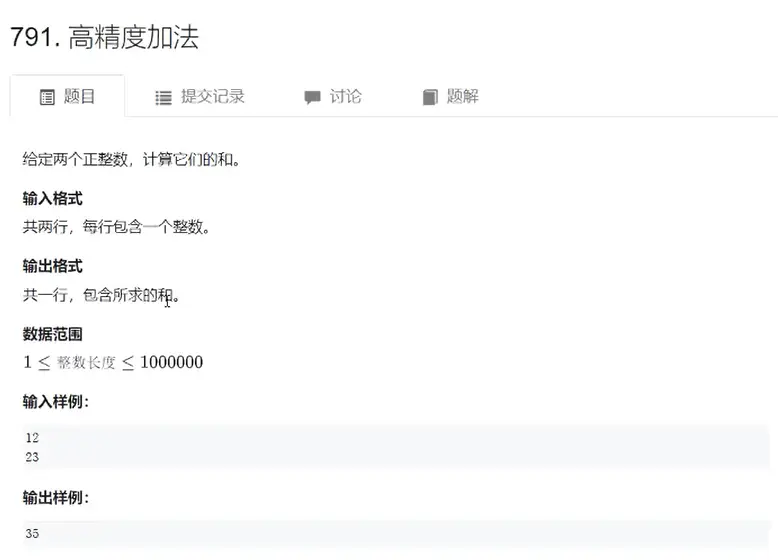 791. 高精度加法
题目 提交记录 讨论 题解
给定两个正整数，计算它们的和。
输入格式
共两行，每行包含一个整数。
输出格式
共一行，包含所求的和。
数据范围
1 ≤ 整数长度 ≤ 1000000
输入样例：
12
23
输出样例：
35